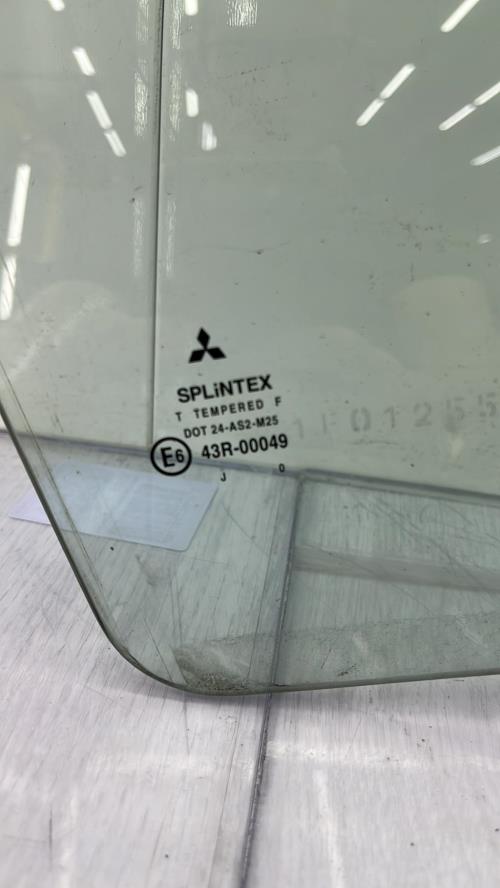 SPLiNTEX
T TEMPERED F
DOT 24-AS2-M25
E6 43R-00049
J 0